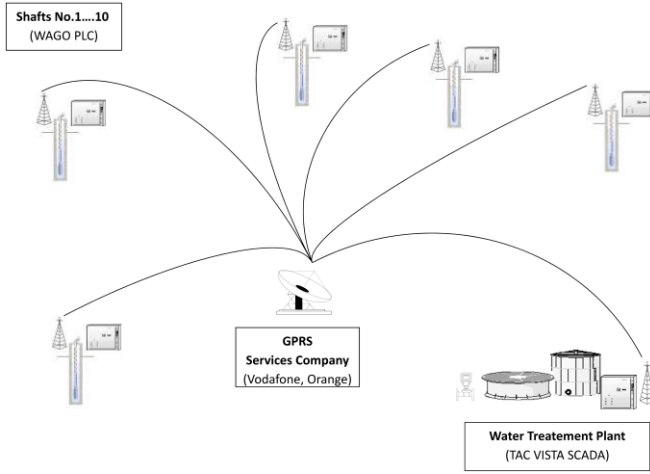 Shafts No.1....10
(WAGO PLC)
GPRS
Services Company
(Vodafone, Orange)
Water Treatement Plant
(TAC VISTA SCADA)